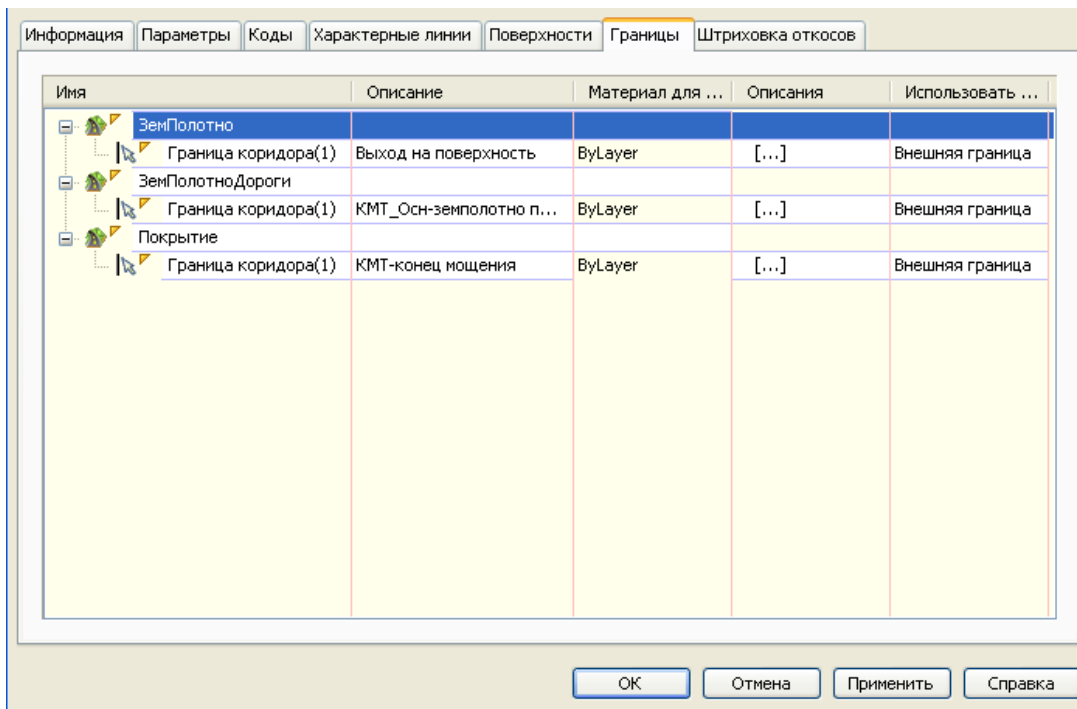 Информация Параметры Коды Характерные линии Поверхности Границы Штриховка откосов
Имя Описание Материал для ... Описания Использовать ...
ЗемПолотно
Граница коридора(1) Выход на поверхность ByLayer [...] Внешняя граница
ЗемПолотноДороги
Граница коридора(1) КМТ_Осн-земполотно п... ByLayer [...] Внешняя граница
Покрытие
Граница коридора(1) КМТ-конец мощения ByLayer [...] Внешняя граница
OK Отмена Применить Справка